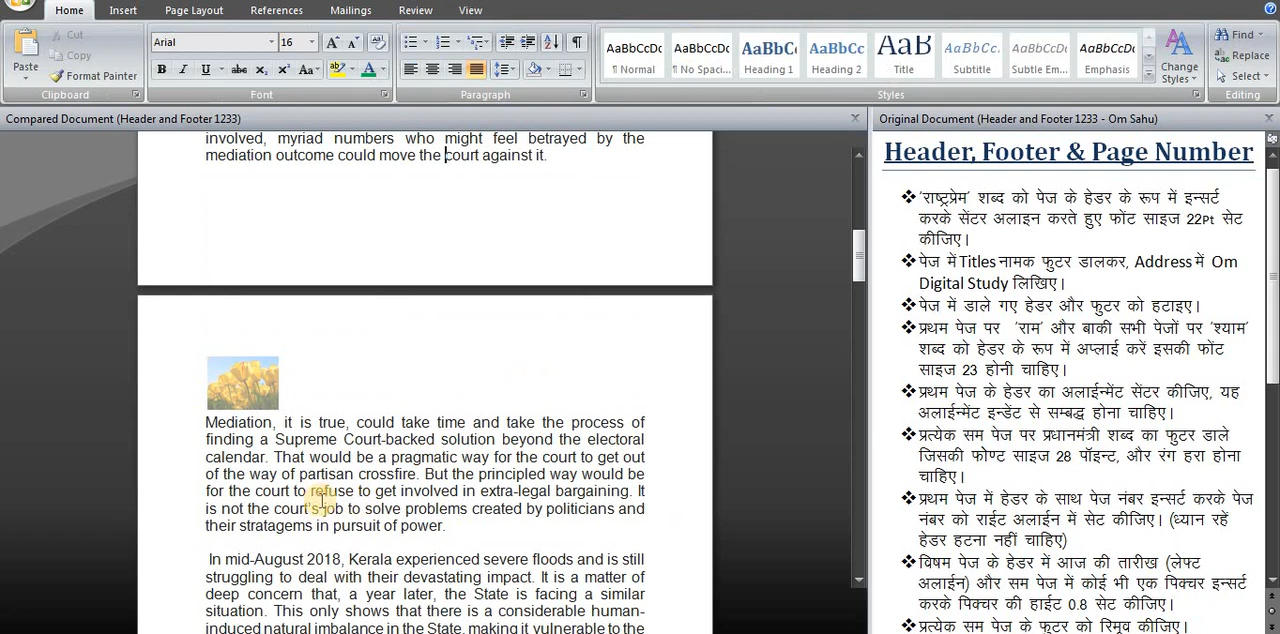 Home Insert Page Layout References Mailings Review View
Cut
Copy
Paste
Format Painter
Clipboard
Arial 16
Font
Paragraph
AaBbCcDc AaBbCcDc AaBbC AaBbCc AaB AaBbCc. AaBbCcDc AaBbCcDc
¶ Normal ¶ No Spaci... Heading 1 Heading 2 Title Subtitle Subtle Em... Emphasis
Change
Styles
Styles
Find
Replace
Select
Editing
Compared Document (Header and Footer 1233)
involved, myriad numbers who might feel betrayed by the
mediation outcome could move the court against it.
Mediation, it is true, could take time and take the process of
finding a Supreme Court-backed solution beyond the electoral
calendar. That would be a pragmatic way for the court to get out
of the way of partisan crossfire. But the principled way would be
for the court to refuse to get involved in extra-legal bargaining. It
is not the court's job to solve problems created by politicians and
their stratagems in pursuit of power.
In mid-August 2018, Kerala experienced severe floods and is still
struggling to deal with their devastating impact. It is a matter of
deep concern that, a year later, the State is facing a similar
situation. This only shows that there is a considerable human-
induced natural imbalance in the State, making it vulnerable to the
Original Document (Header and Footer 1233 - Om Sahu)
Header, Footer & Page Number
❖ 'राष्ट्रप्रेम' शब्द को पेज के हेडर के रूप में इन्सर्ट
करके सेंटर अलाइन करते हुए फोंट साइज 22Pt सेट
कीजिए।
❖ पेज में Titles नामक फुटर डालकर, Address में Om
Digital Study लिखिए।
❖ पेज में डाले गए हेडर और फुटर को हटाइए।
❖ प्रथम पेज पर 'राम' और बाकी सभी पेजों पर 'श्याम'
शब्द को हेडर के रूप में अप्लाई करें इसकी फोंट
साइज 23 होनी चाहिए।
❖ प्रथम पेज के हेडर का अलाईन्मेंट सेंटर कीजिए, यह
अलाईन्मेंट इन्डेंट से सम्बद्ध होना चाहिए।
❖ प्रत्येक सम पेज पर प्रधानमंत्री शब्द का फुटर डाले
जिसकी फोण्ट साइज 28 पॉइन्ट, और रंग हरा होना
चाहिए।
❖ प्रथम पेज में हेडर के साथ पेज नंबर इन्सर्ट करके पेज
नंबर को राईट अलाईन में सेट कीजिए। (ध्यान रहें
हेडर हटना नहीं चाहिए)
❖ विषम पेज के हेडर में आज की तारीख (लेफ्ट
अलाईन) और सम पेज में कोई भी एक पिक्चर इन्सर्ट
करके पिक्चर की हाईट 0.8 सेट कीजिए।
❖ प्रत्येक सम पेज के फुटर को रिमूव कीजिए।